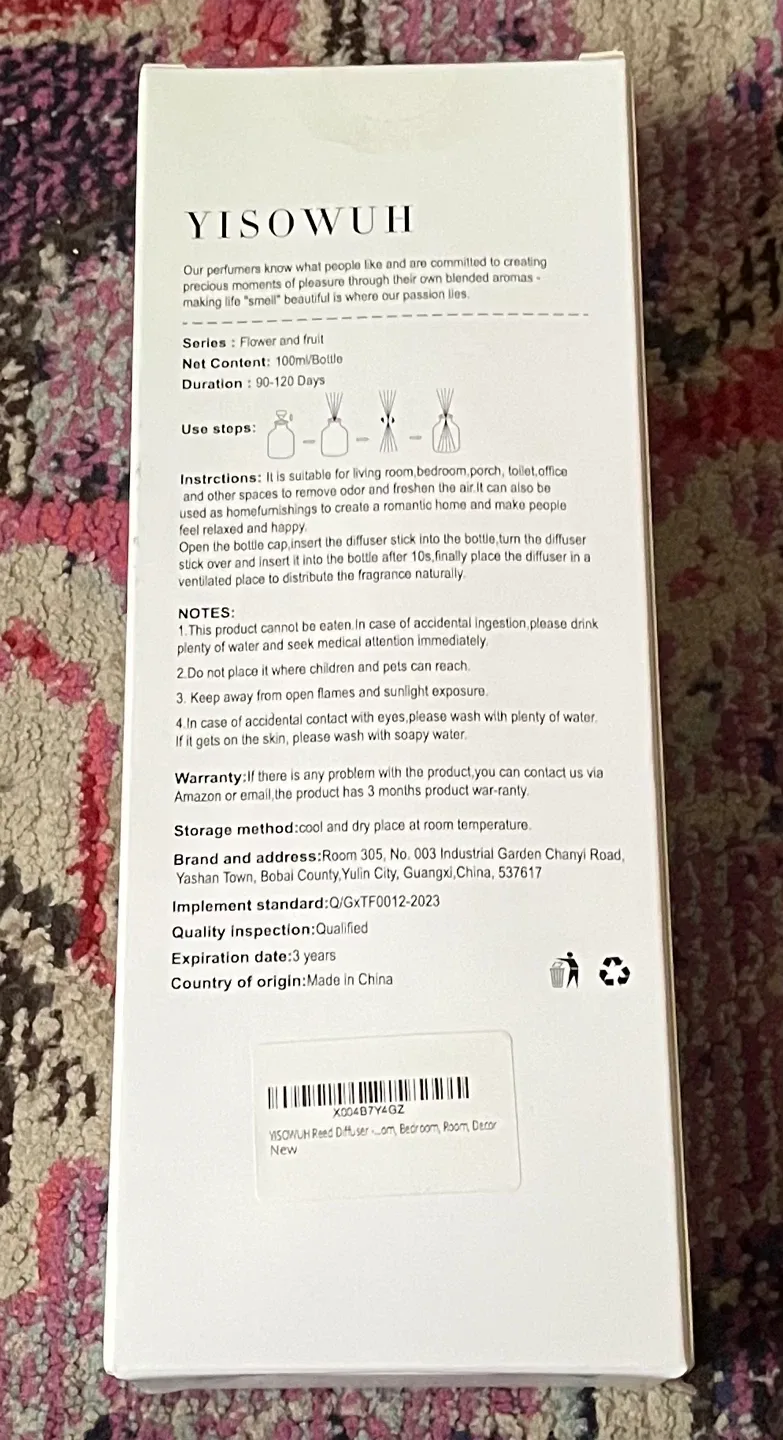 YISOWUH
Our perfumers know what people like and are committed to creating
precious moments of pleasure through their own blended aromas -
making life "smell" beautiful is where our passion lies.
Series : Flower and fruit
Net Content: 100ml/Bottle
Duration : 90-120 Days
Use steps:
Instrctions: It is suitable for living room,bedroom,porch, toilet,office
and other spaces to remove odor and freshen the air.It can also be
used as homefurnishings to create a romantic home and make people
feel relaxed and happy.
Open the bottle cap,insert the diffuser stick into the bottle,turn the diffuser
stick over and insert it into the bottle after 10s,finally place the diffuser in a
ventilated place to distribute the fragrance naturally.
NOTES:
1.This product cannot be eaten.In case of accidental ingestion,please drink
plenty of water and seek medical attention immediately.
2.Do not place it where children and pets can reach.
3. Keep away from open flames and sunlight exposure.
4.In case of accidental contact with eyes,please wash with plenty of water.
If it gets on the skin, please wash with soapy water.
Warranty:If there is any problem with the product,you can contact us via
Amazon or email,the product has 3 months product war-ranty.
Storage method:cool and dry place at room temperature.
Brand and address:Room 305, No. 003 Industrial Garden Chanyi Road,
Yashan Town, Bobai County,Yulin City, Guangxi,China, 537617
Implement standard:Q/GxTF0012-2023
Quality inspection:Qualified
Expiration date:3 years
Country of origin:Made in China
X004B7Y4GZ
YISOWUH Reed Diffuser -...om, Bedroom, Room, Decor
New